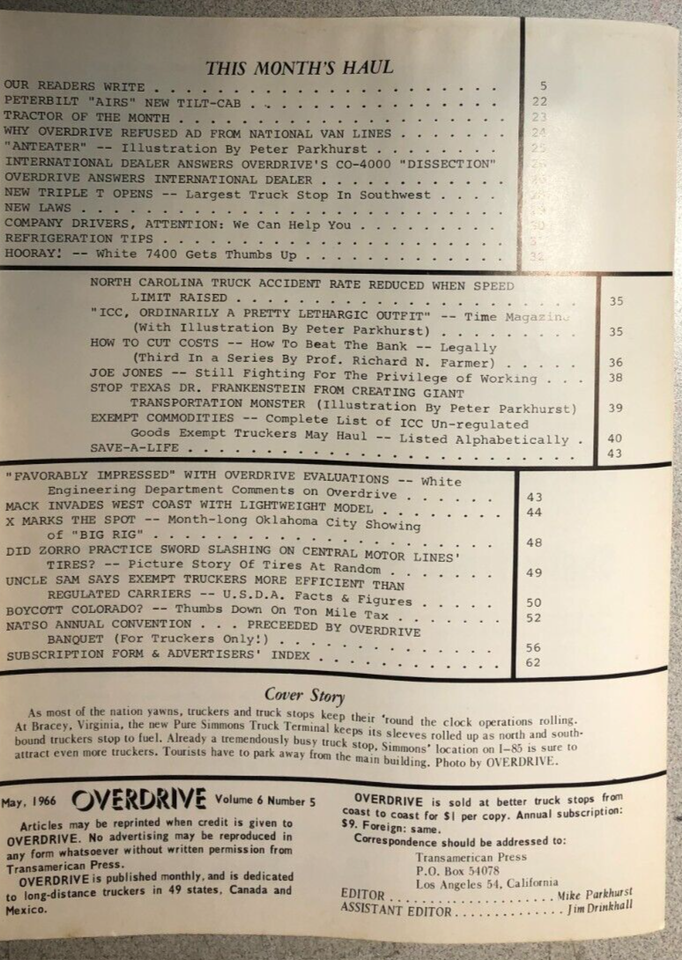 THIS MONTH'S HAUL
OUR READERS WRITE . . . . . . . . . . . . . . . . . . . . . 5
PETERBILT "AIRS" NEW TILT-CAB . . . . . . . . . . . . . . . 22
TRACTOR OF THE MONTH . . . . . . . . . . . . . . . . . . . . 23
WHY OVERDRIVE REFUSED AD FROM NATIONAL VAN LINES . . . . . . . 24
"ANTEATER" -- Illustration By Peter Parkhurst . . . . . . . . 25
INTERNATIONAL DEALER ANSWERS OVERDRIVE'S CO-4000 "DISSECTION"
OVERDRIVE ANSWERS INTERNATIONAL DEALER . . . . . . . . . . . .
NEW TRIPLE T OPENS -- Largest Truck Stop In Southwest . . . .
NEW LAWS . . . . . . . . . . . . . . . . . . . . . . . . . .
COMPANY DRIVERS, ATTENTION: We Can Help You . . . . . . . . . 30
REFRIGERATION TIPS . . . . . . . . . . . . . . . . . . . . .
HOORAY! -- White 7400 Gets Thumbs Up . . . . . . . . . . . . 32
NORTH CAROLINA TRUCK ACCIDENT RATE REDUCED WHEN SPEED
LIMIT RAISED . . . . . . . . . . . . . . . . . . . . . 35
"ICC, ORDINARILY A PRETTY LETHARGIC OUTFIT" -- Time Magazine
(With Illustration By Peter Parkhurst) . . . . . . . . . 35
HOW TO CUT COSTS -- How To Beat The Bank -- Legally
(Third In a Series By Prof. Richard N. Farmer) . . . . . 36
JOE JONES -- Still Fighting For The Privilege of Working . . . 38
STOP TEXAS DR. FRANKENSTEIN FROM CREATING GIANT
TRANSPORTATION MONSTER (Illustration By Peter Parkhurst) 39
EXEMPT COMMODITIES -- Complete List of ICC Un-regulated
Goods Exempt Truckers May Haul -- Listed Alphabetically . 40
SAVE-A-LIFE . . . . . . . . . . . . . . . . . . . . . . . . 43
"FAVORABLY IMPRESSED" WITH OVERDRIVE EVALUATIONS -- White
Engineering Department Comments on Overdrive . . . . . . 43
MACK INVADES WEST COAST WITH LIGHTWEIGHT MODEL . . . . . . . 44
X MARKS THE SPOT -- Month-long Oklahoma City Showing
of "BIG RIG" . . . . . . . . . . . . . . . . . . . . . . 48
DID ZORRO PRACTICE SWORD SLASHING ON CENTRAL MOTOR LINES'
TIRES? -- Picture Story Of Tires At Random . . . . . . . 49
UNCLE SAM SAYS EXEMPT TRUCKERS MORE EFFICIENT THAN
REGULATED CARRIERS -- U.S.D.A. Facts & Figures . . . . . 50
BOYCOTT COLORADO? -- Thumbs Down On Ton Mile Tax . . . . . . 52
NATSO ANNUAL CONVENTION . . . PRECEEDED BY OVERDRIVE
BANQUET (For Truckers Only!) . . . . . . . . . . . . . . 56
SUBSCRIPTION FORM & ADVERTISERS' INDEX . . . . . . . . . . . 62
Cover Story
As most of the nation yawns, truckers and truck stops keep their 'round the clock operations rolling.
At Bracey, Virginia, the new Pure Simmons Truck Terminal keeps its sleeves rolled up as north and south-
bound truckers stop to fuel. Already a tremendously busy truck stop, Simmons' location on I-85 is sure to
attract even more truckers. Tourists have to park away from the main building. Photo by OVERDRIVE.
May, 1966 OVERDRIVE Volume 6 Number 5
Articles may be reprinted when credit is given to
OVERDRIVE. No advertising may be reproduced in
any form whatsoever without written permission from
Transamerican Press.
OVERDRIVE is published monthly, and is dedicated
to long-distance truckers in 49 states, Canada and
Mexico.
OVERDRIVE is sold at better truck stops from
coast to coast for $1 per copy. Annual subscription:
$9. Foreign: same.
Correspondence should be addressed to:
Transamerican Press
P.O. Box 54078
Los Angeles 54, California
EDITOR . . . . . . . . . . . . . . . . . . Mike Parkhurst
ASSISTANT EDITOR . . . . . . . . . . . . Jim Drinkhall